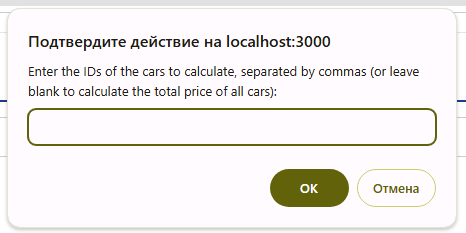 Подтвердите действие на localhost:3000
Enter the IDs of the cars to calculate, separated by commas (or leave
blank to calculate the total price of all cars):
ОК
Отмена